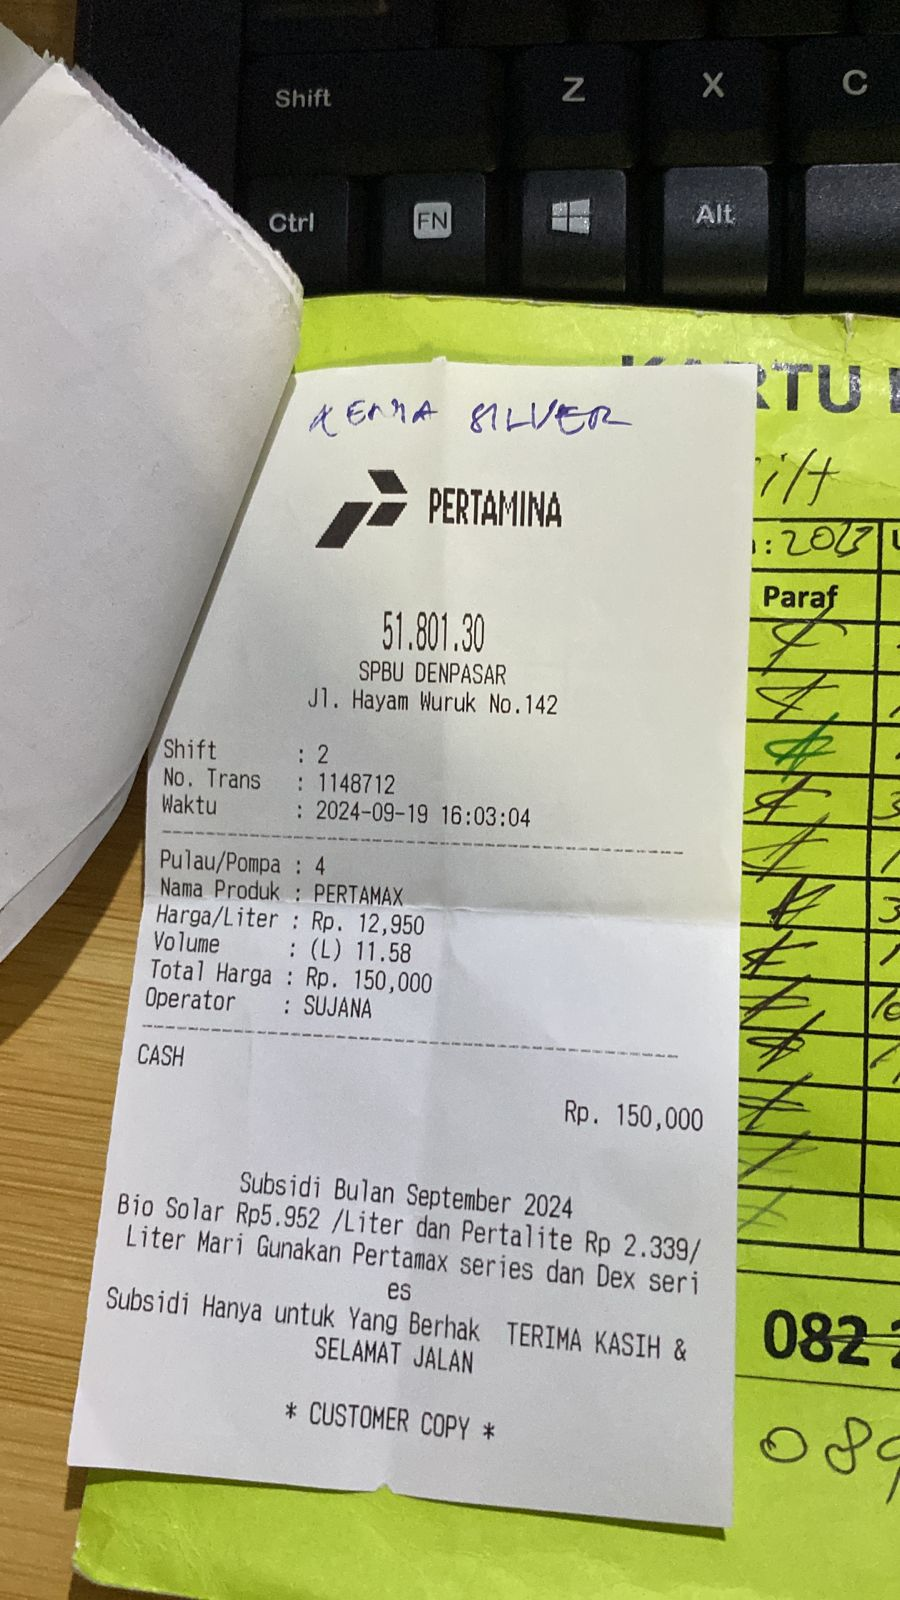 Shift Z X C
Ctrl FN Alt
SILVER
PERTAMINA
51.801.30
SPBU DENPASAR
Jl. Hayam Wuruk No.142
Shift : 2
No. Trans : 1148712
Waktu : 2024-09-19 16:03:04
Pulau/Pompa : 4
Nama Produk : PERTAMAX
Harga/Liter : Rp. 12,950
Volume : (L) 11.58
Total Harga : Rp. 150,000
Operator : SUJANA
CASH
Rp. 150,000
Subsidi Bulan September 2024
Bio Solar Rp5.952 /Liter dan Pertalite Rp 2.339/
Liter Mari Gunakan Pertamax series dan Dex seri
es
Subsidi Hanya untuk Yang Berhak TERIMA KASIH &
SELAMAT JALAN
* CUSTOMER COPY *
RTU
: 2013
Paraf
082
089